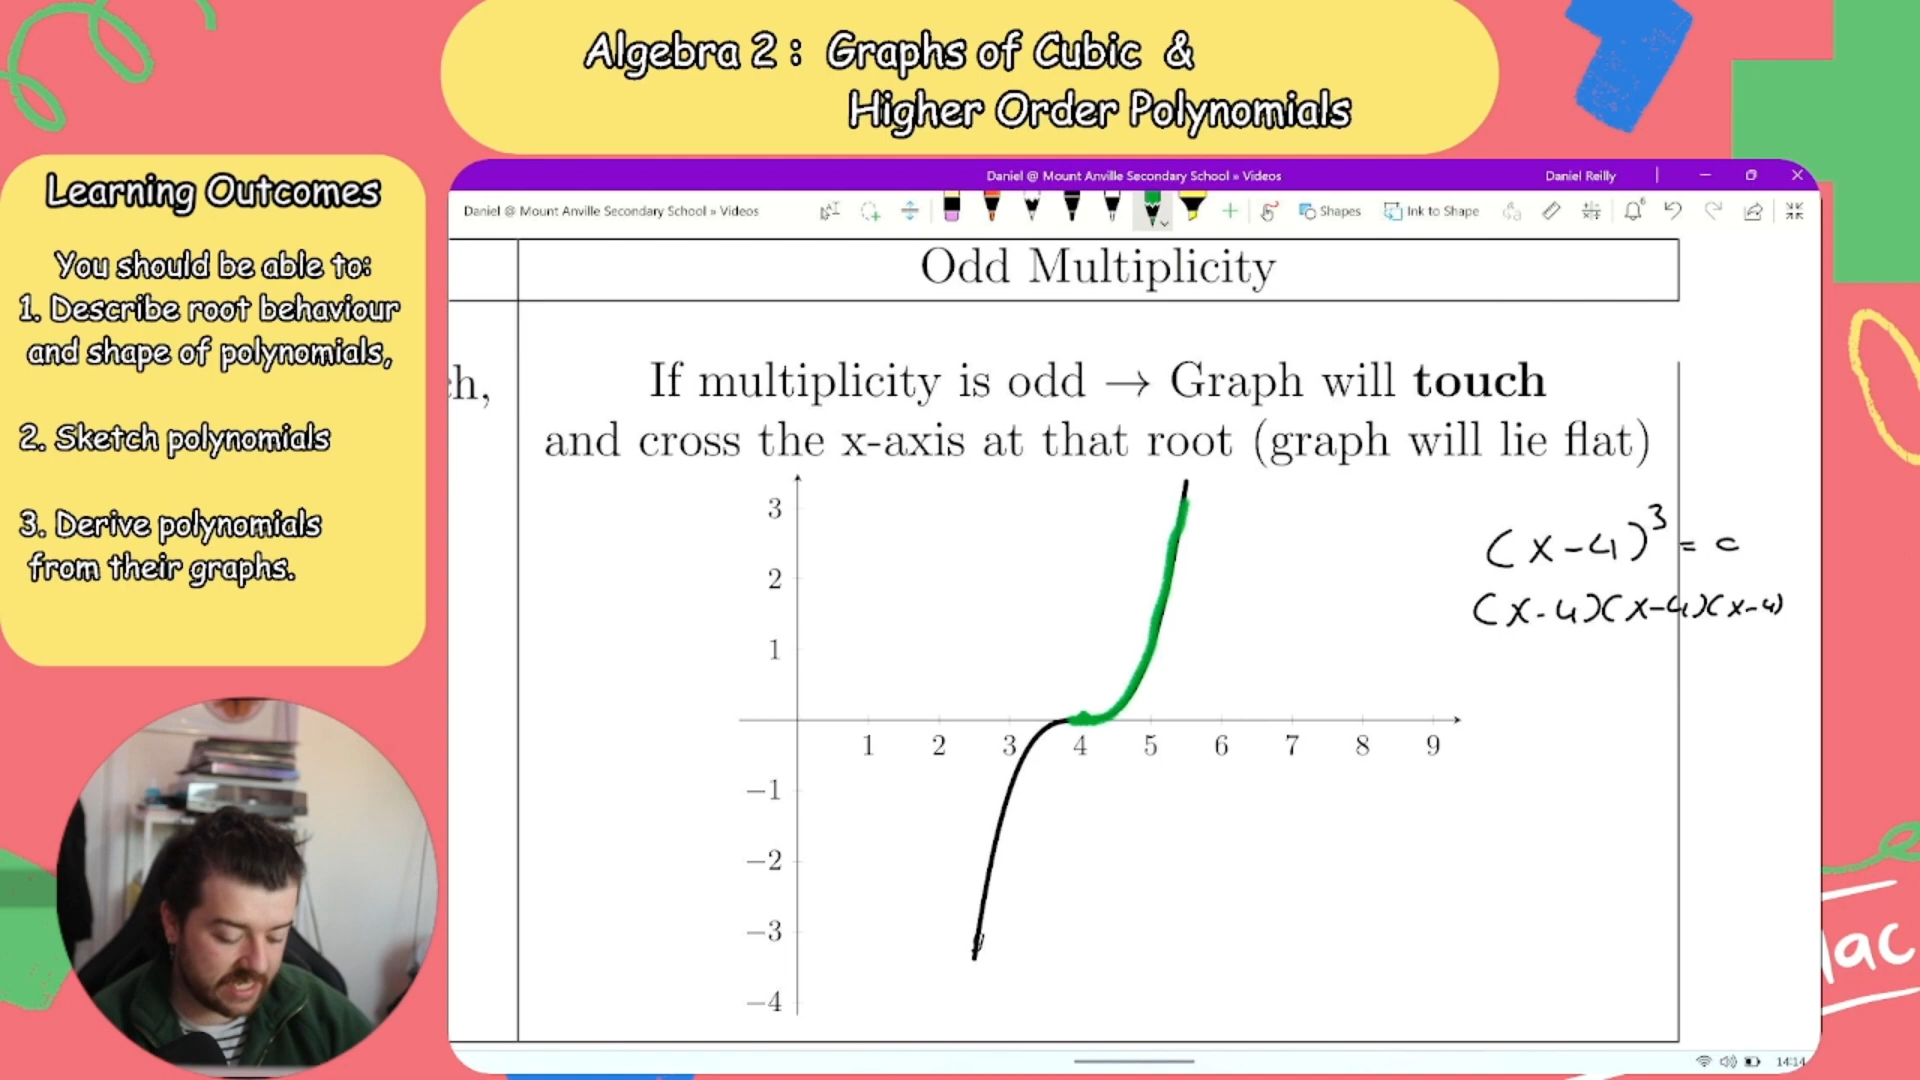 Algebra 2 : Graphs of Cubic &
Higher Order Polynomials
Learning Outcomes
You should be able to:
1. Describe root behaviour
and shape of polynomials,
2. Sketch polynomials
3. Derive polynomials
from their graphs.
Daniel @ Mount Anville Secondary School » Videos
Daniel Reilly
Daniel @ Mount Anville Secondary School » Videos
Shapes
Ink to Shape
6
Odd Multiplicity
h,
If multiplicity is odd → Graph will touch
and cross the x-axis at that root (graph will lie flat)
3
2
1
1 2 3 4 5 6 7 8 9
−1
−2
−3
−4
(x-4)³ = 0
(x-4)(x-4)(x-4)
lac
14:14